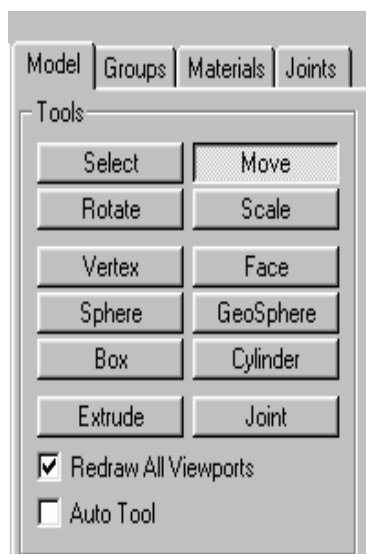 Model Groups Materials Joints
Tools
Select Move
Rotate Scale
Vertex Face
Sphere GeoSphere
Box Cylinder
Extrude Joint
Redraw All Viewports
Auto Tool